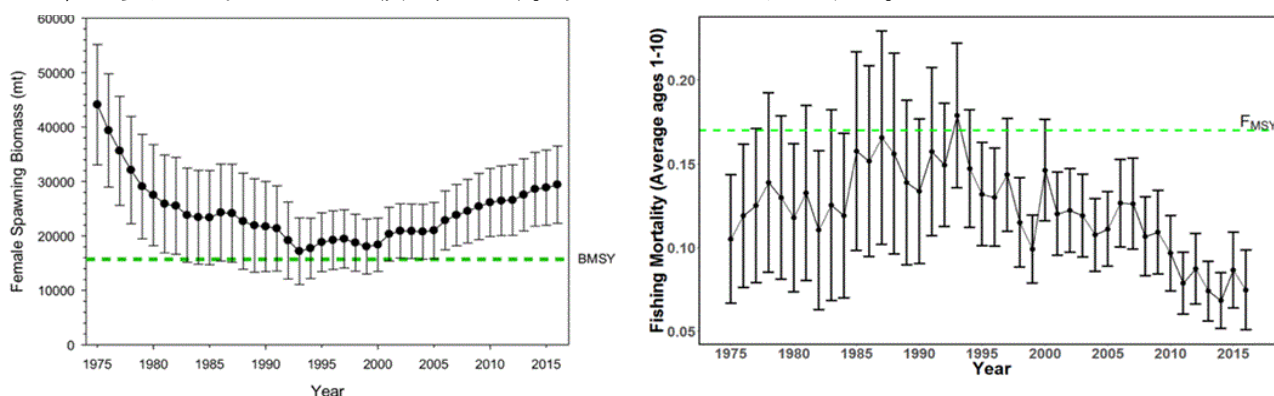 60000
50000
40000
30000
20000
10000
0
Female Spawning Biomass (mt)
BMSY
1975 1980 1985 1990 1995 2000 2005 2010 2015
Year
0.20
0.15
0.10
0.05
Fishing Mortality (Average ages 1-10)
FMSY
1975 1980 1985 1990 1995 2000 2005 2010 2015
Year